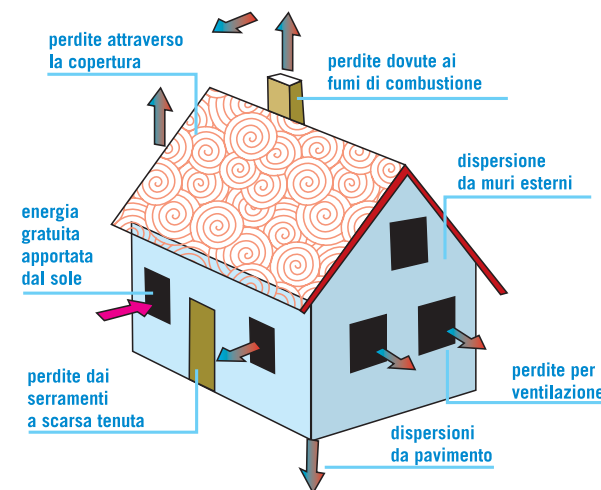 perdite attraverso
la copertura
perdite dovute ai
fumi di combustione
dispersione
da muri esterni
energia
gratuita
apportata
dal sole
perdite dai
serramenti
a scarsa tenuta
perdite per
ventilazione
dispersioni
da pavimento